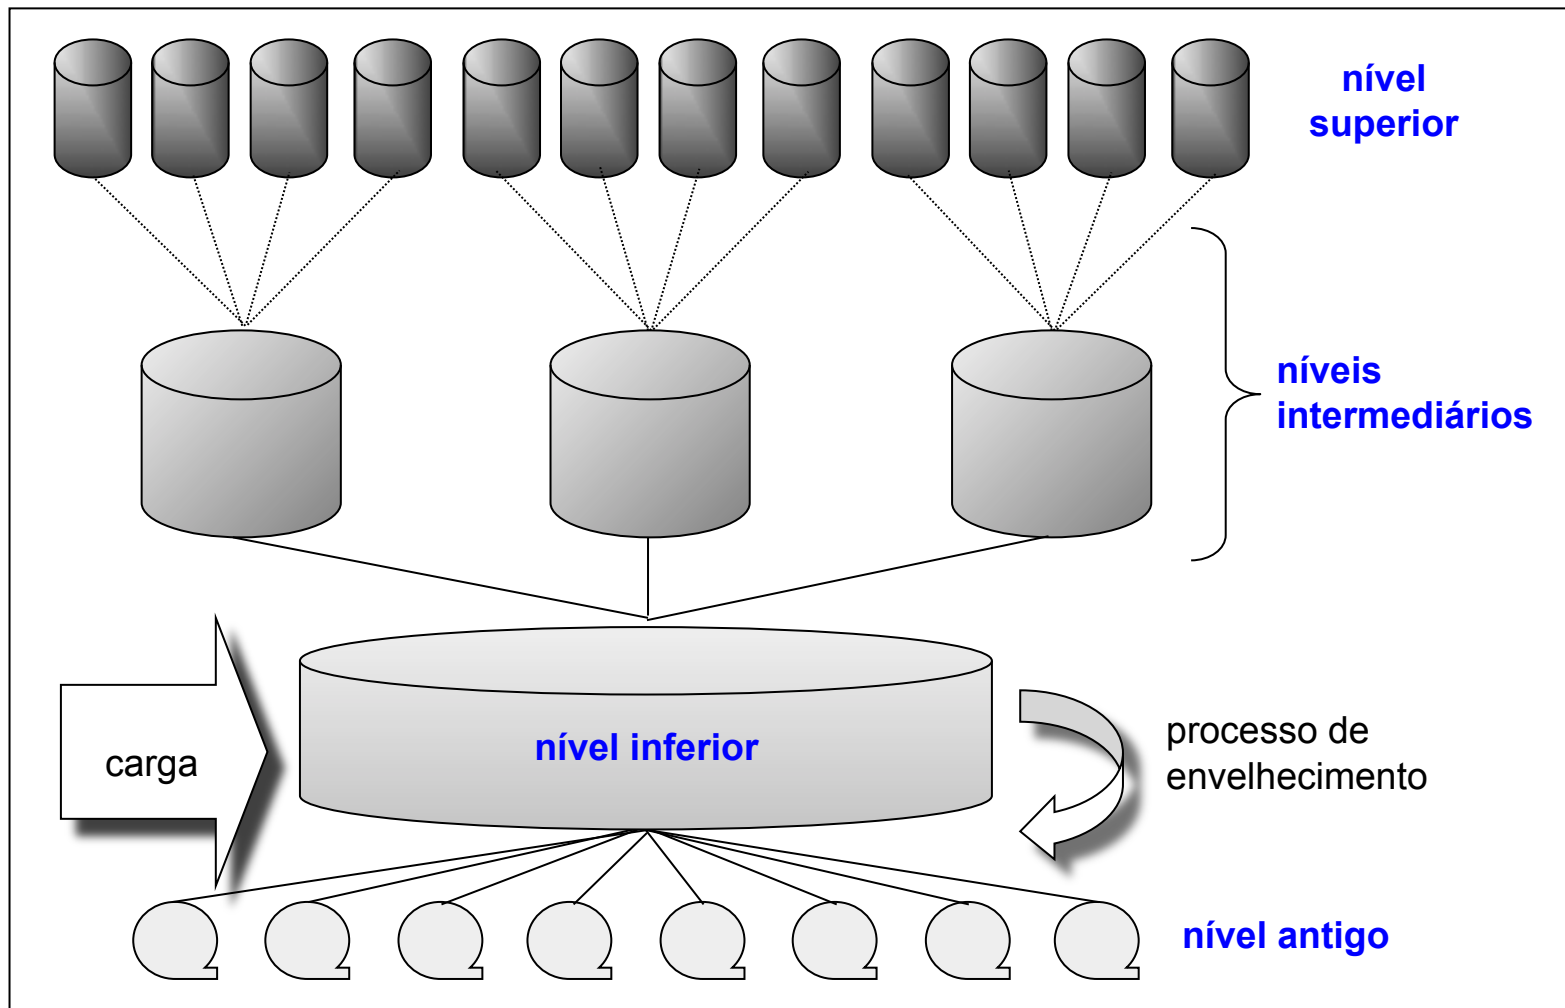 nível
superior
níveis
intermediários
nível inferior
carga
processo de
envelhecimento
nível antigo